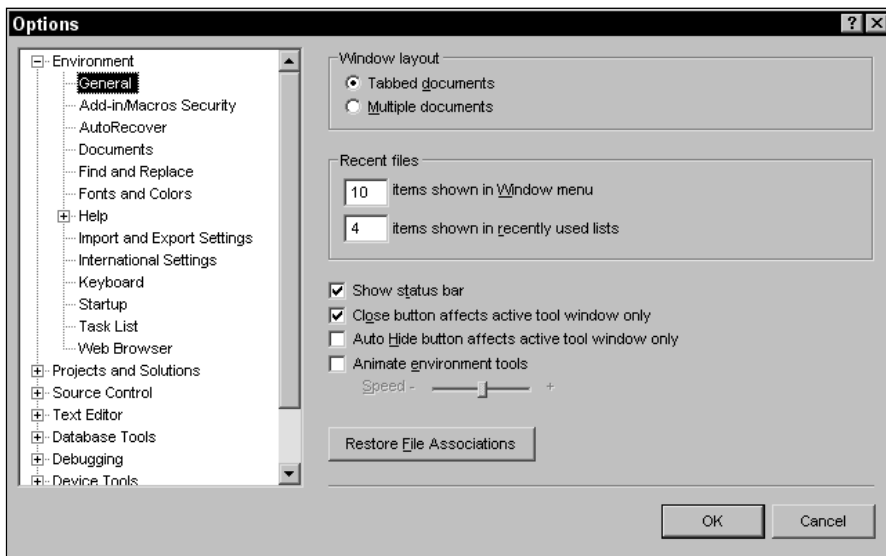 Options
Environment
General
Add-in/Macros Security
AutoRecover
Documents
Find and Replace
Fonts and Colors
Help
Import and Export Settings
International Settings
Keyboard
Startup
Task List
Web Browser
Projects and Solutions
Source Control
Text Editor
Database Tools
Debugging
Device Tools
Window layout
Tabbed documents
Multiple documents
Recent files
10 items shown in Window menu
4 items shown in recently used lists
Show status bar
Close button affects active tool window only
Auto Hide button affects active tool window only
Animate environment tools
Speed - +
Restore File Associations
OK Cancel